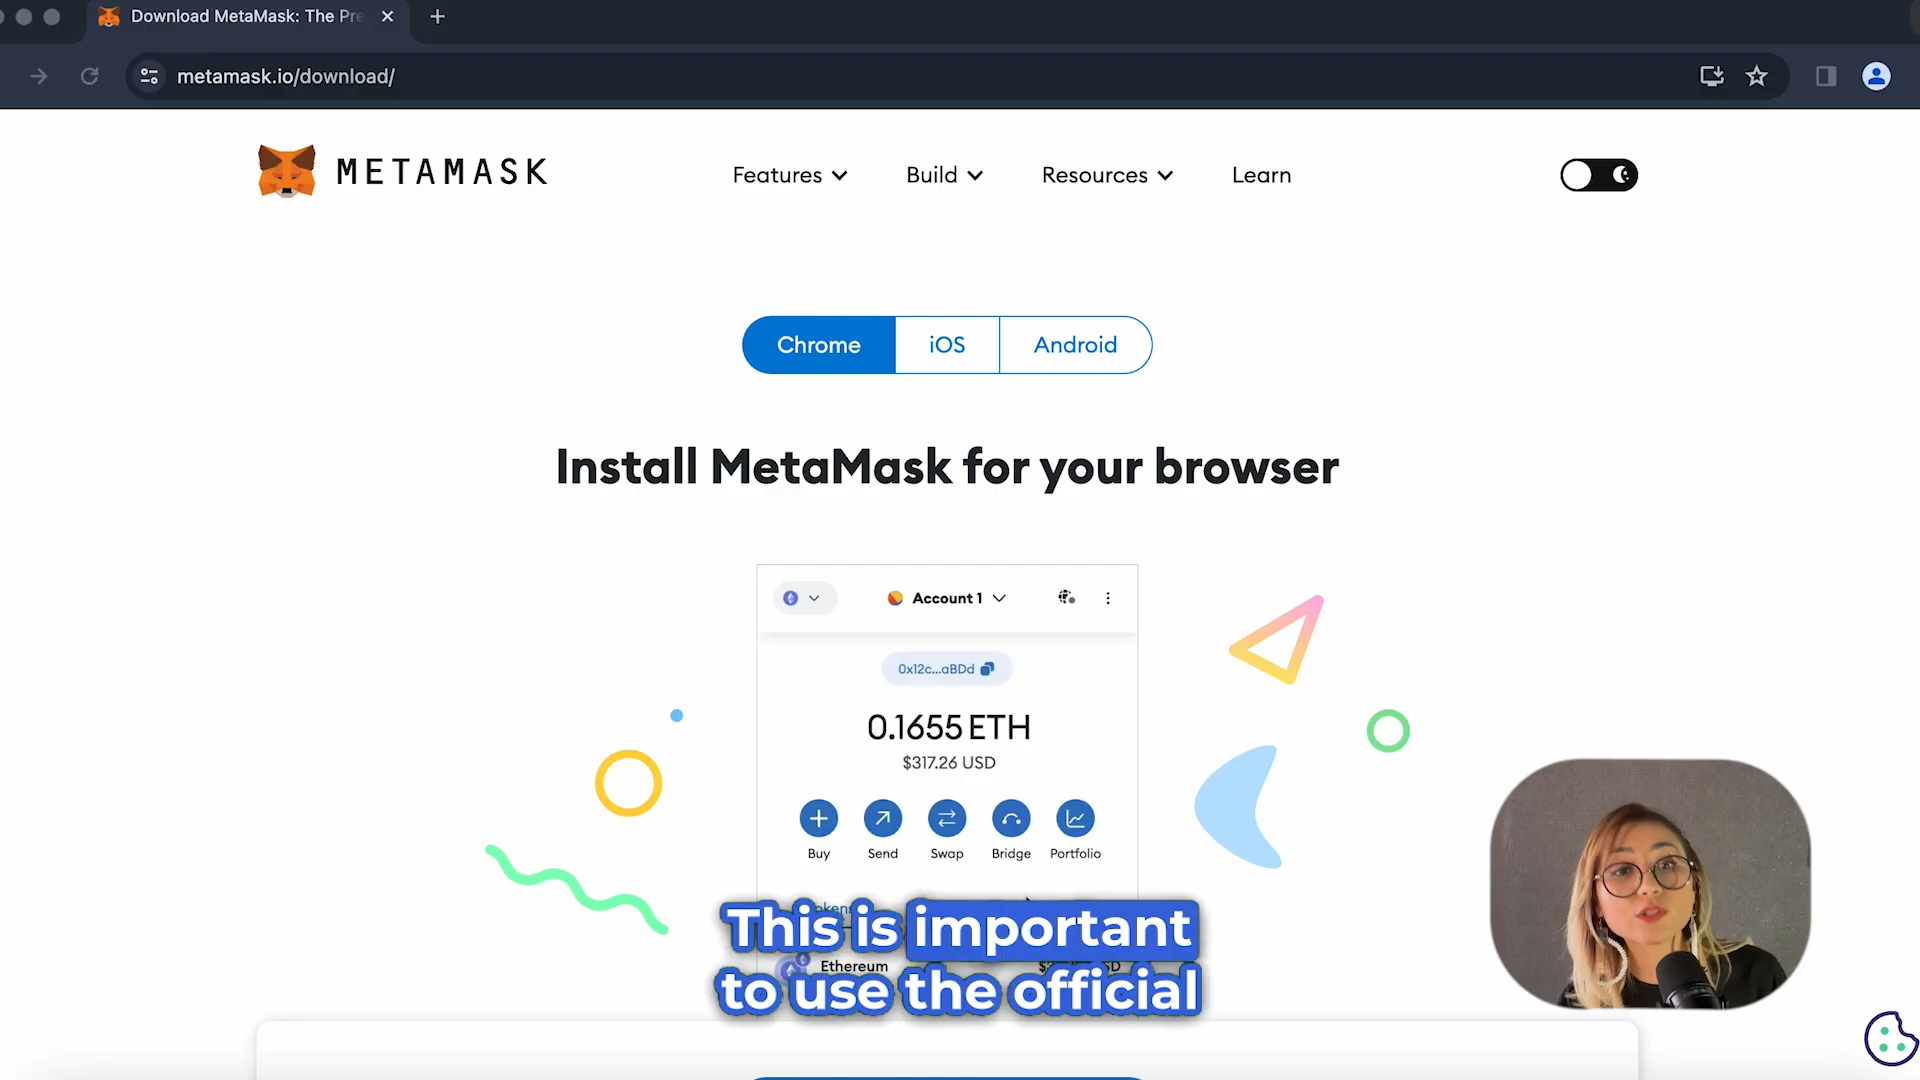 Download MetaMask: The Pre
metamask.io/download/
METAMASK
Features
Build
Resources
Learn
Chrome
iOS
Android
Install MetaMask for your browser
Account 1
0x12c...aBDd
0.1655 ETH
$317.26 USD
Buy
Send
Swap
Bridge
Portfolio
This is important
Ethereum
to use the official